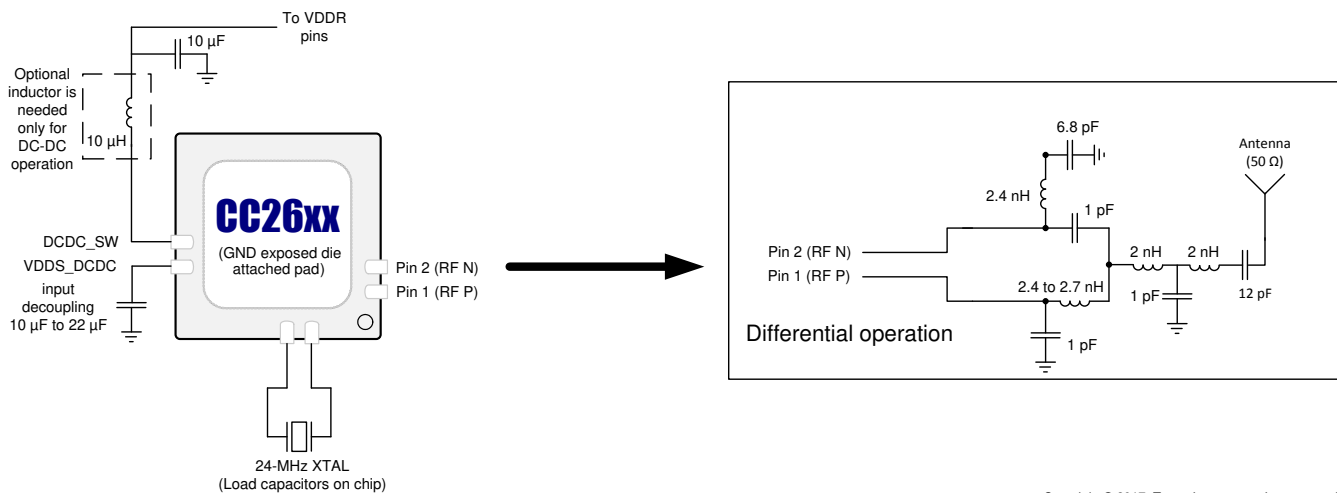 To VDDR
pins
10 µF
Optional
inductor is
needed
only for
DC-DC
operation
10 µH
CC26xx
(GND exposed die
attached pad)
DCDC_SW
VDDS_DCDC
input
decoupling
10 µF to 22 µF
Pin 2 (RF N)
Pin 1 (RF P)
24-MHz XTAL
(Load capacitors on chip)
6.8 pF
Antenna
(50 Ω)
2.4 nH
1 pF
Pin 2 (RF N)
Pin 1 (RF P)
2 nH
2 nH
2.4 to 2.7 nH
1 pF
12 pF
Differential operation
1 pF